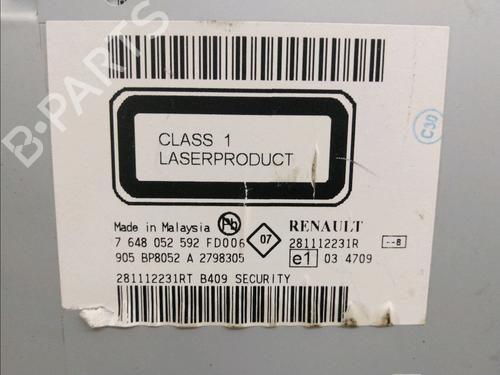 B-PARTS
CLASS 1
LASERPRODUCT
C30
Made in Malaysia Pb RENAULT
7 648 052 592 FD006 07 281112231R --B
905 BP8052 A 2798305 e1 03 4709
281112231RT B409 SECURITY